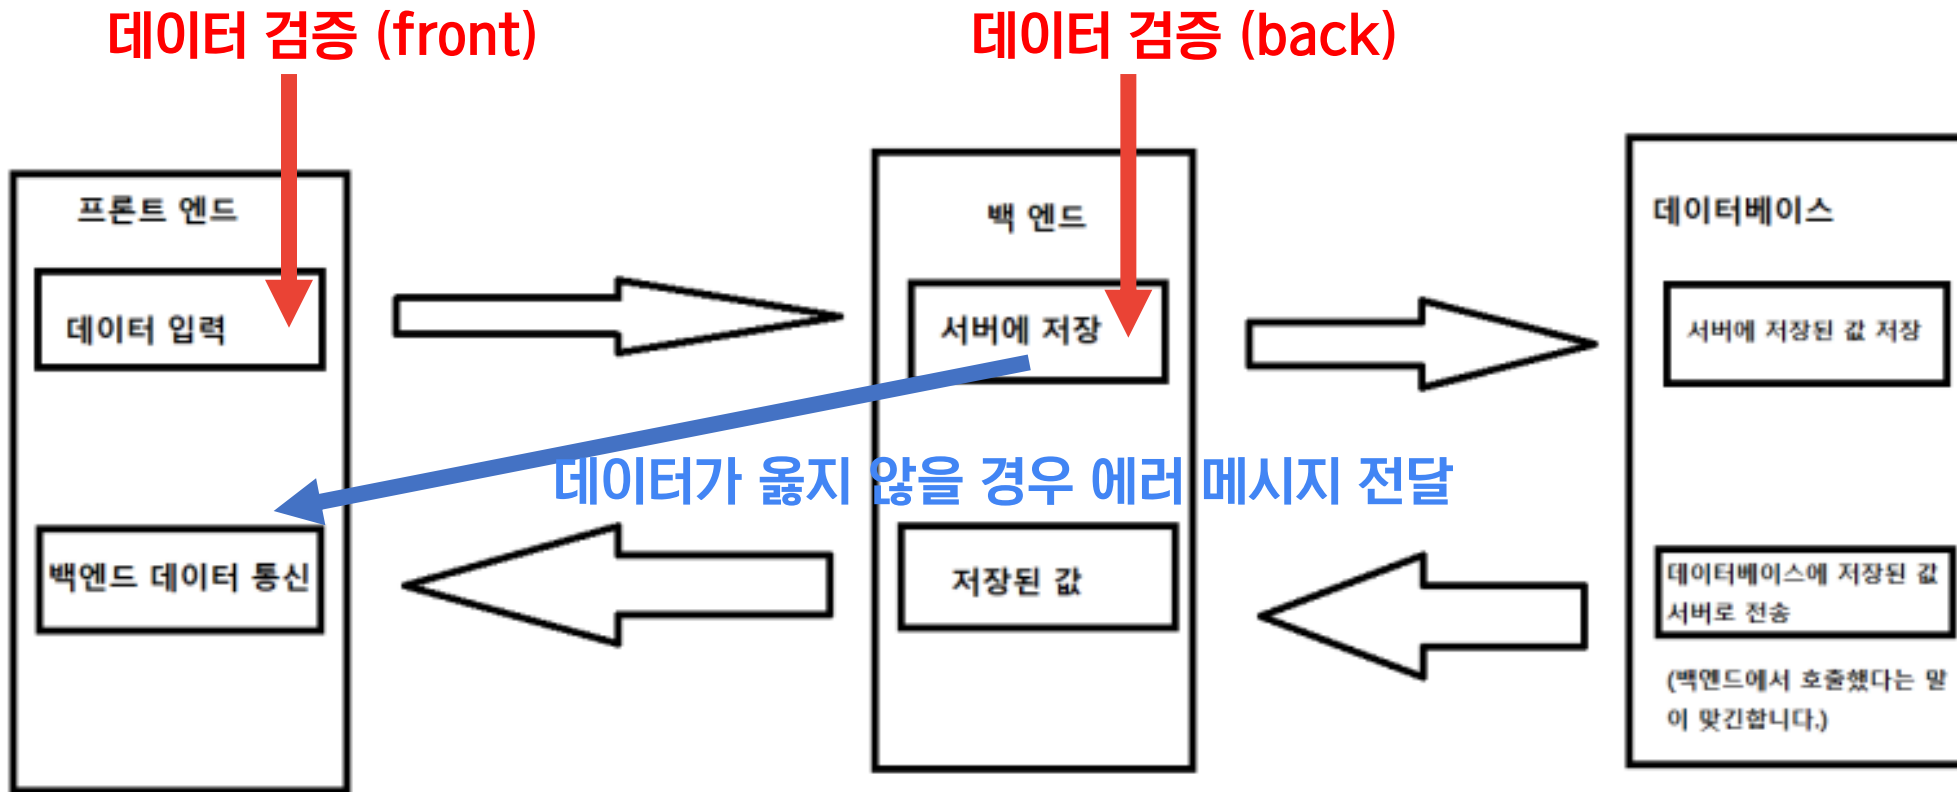 데이터 검증 (front)
데이터 검증 (back)
프론트 엔드
데이터 입력
백엔드 데이터 통신
백 엔드
서버에 저장
데이터가 옳지 않을 경우 에러 메시지 전달
저장된 값
데이터베이스
서버에 저장된 값 저장
데이터베이스에 저장된 값
서버로 전송
(백엔드에서 호출했다는 말
이 맞긴합니다.)